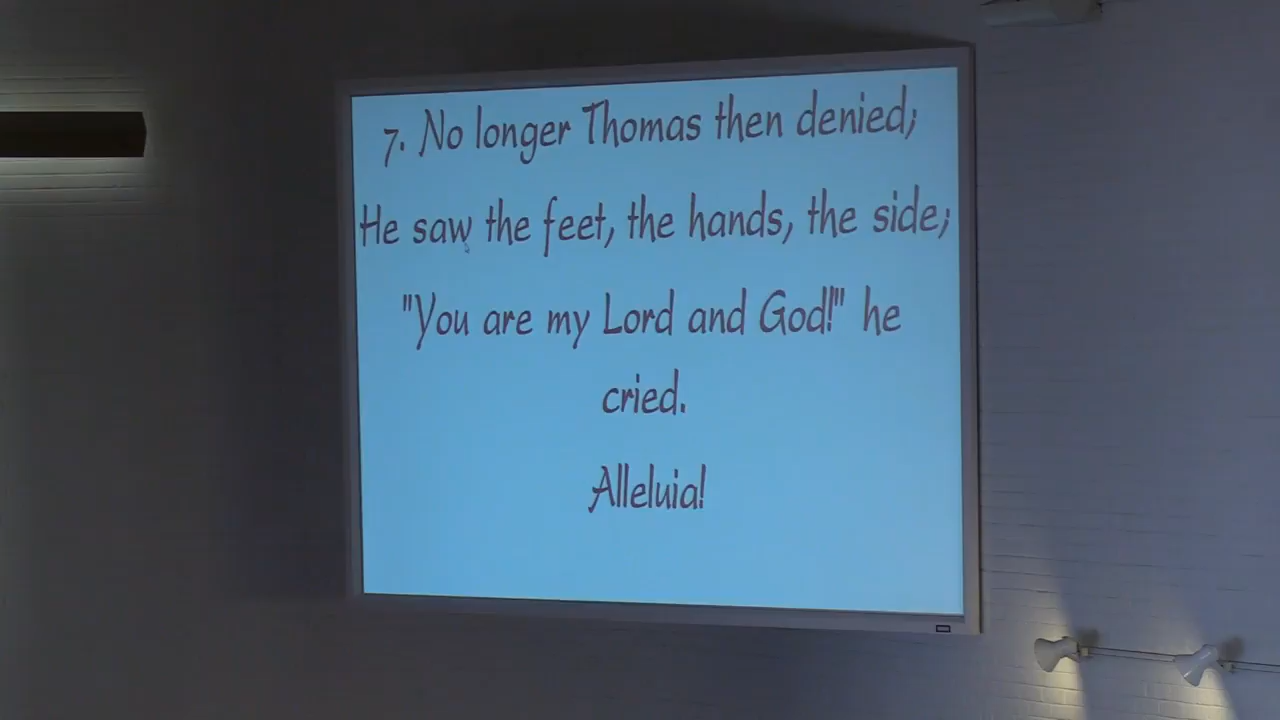 7. No longer Thomas then denied;
He saw the feet, the hands, the side;
"You are my Lord and God!" he
cried.
Alleluia!